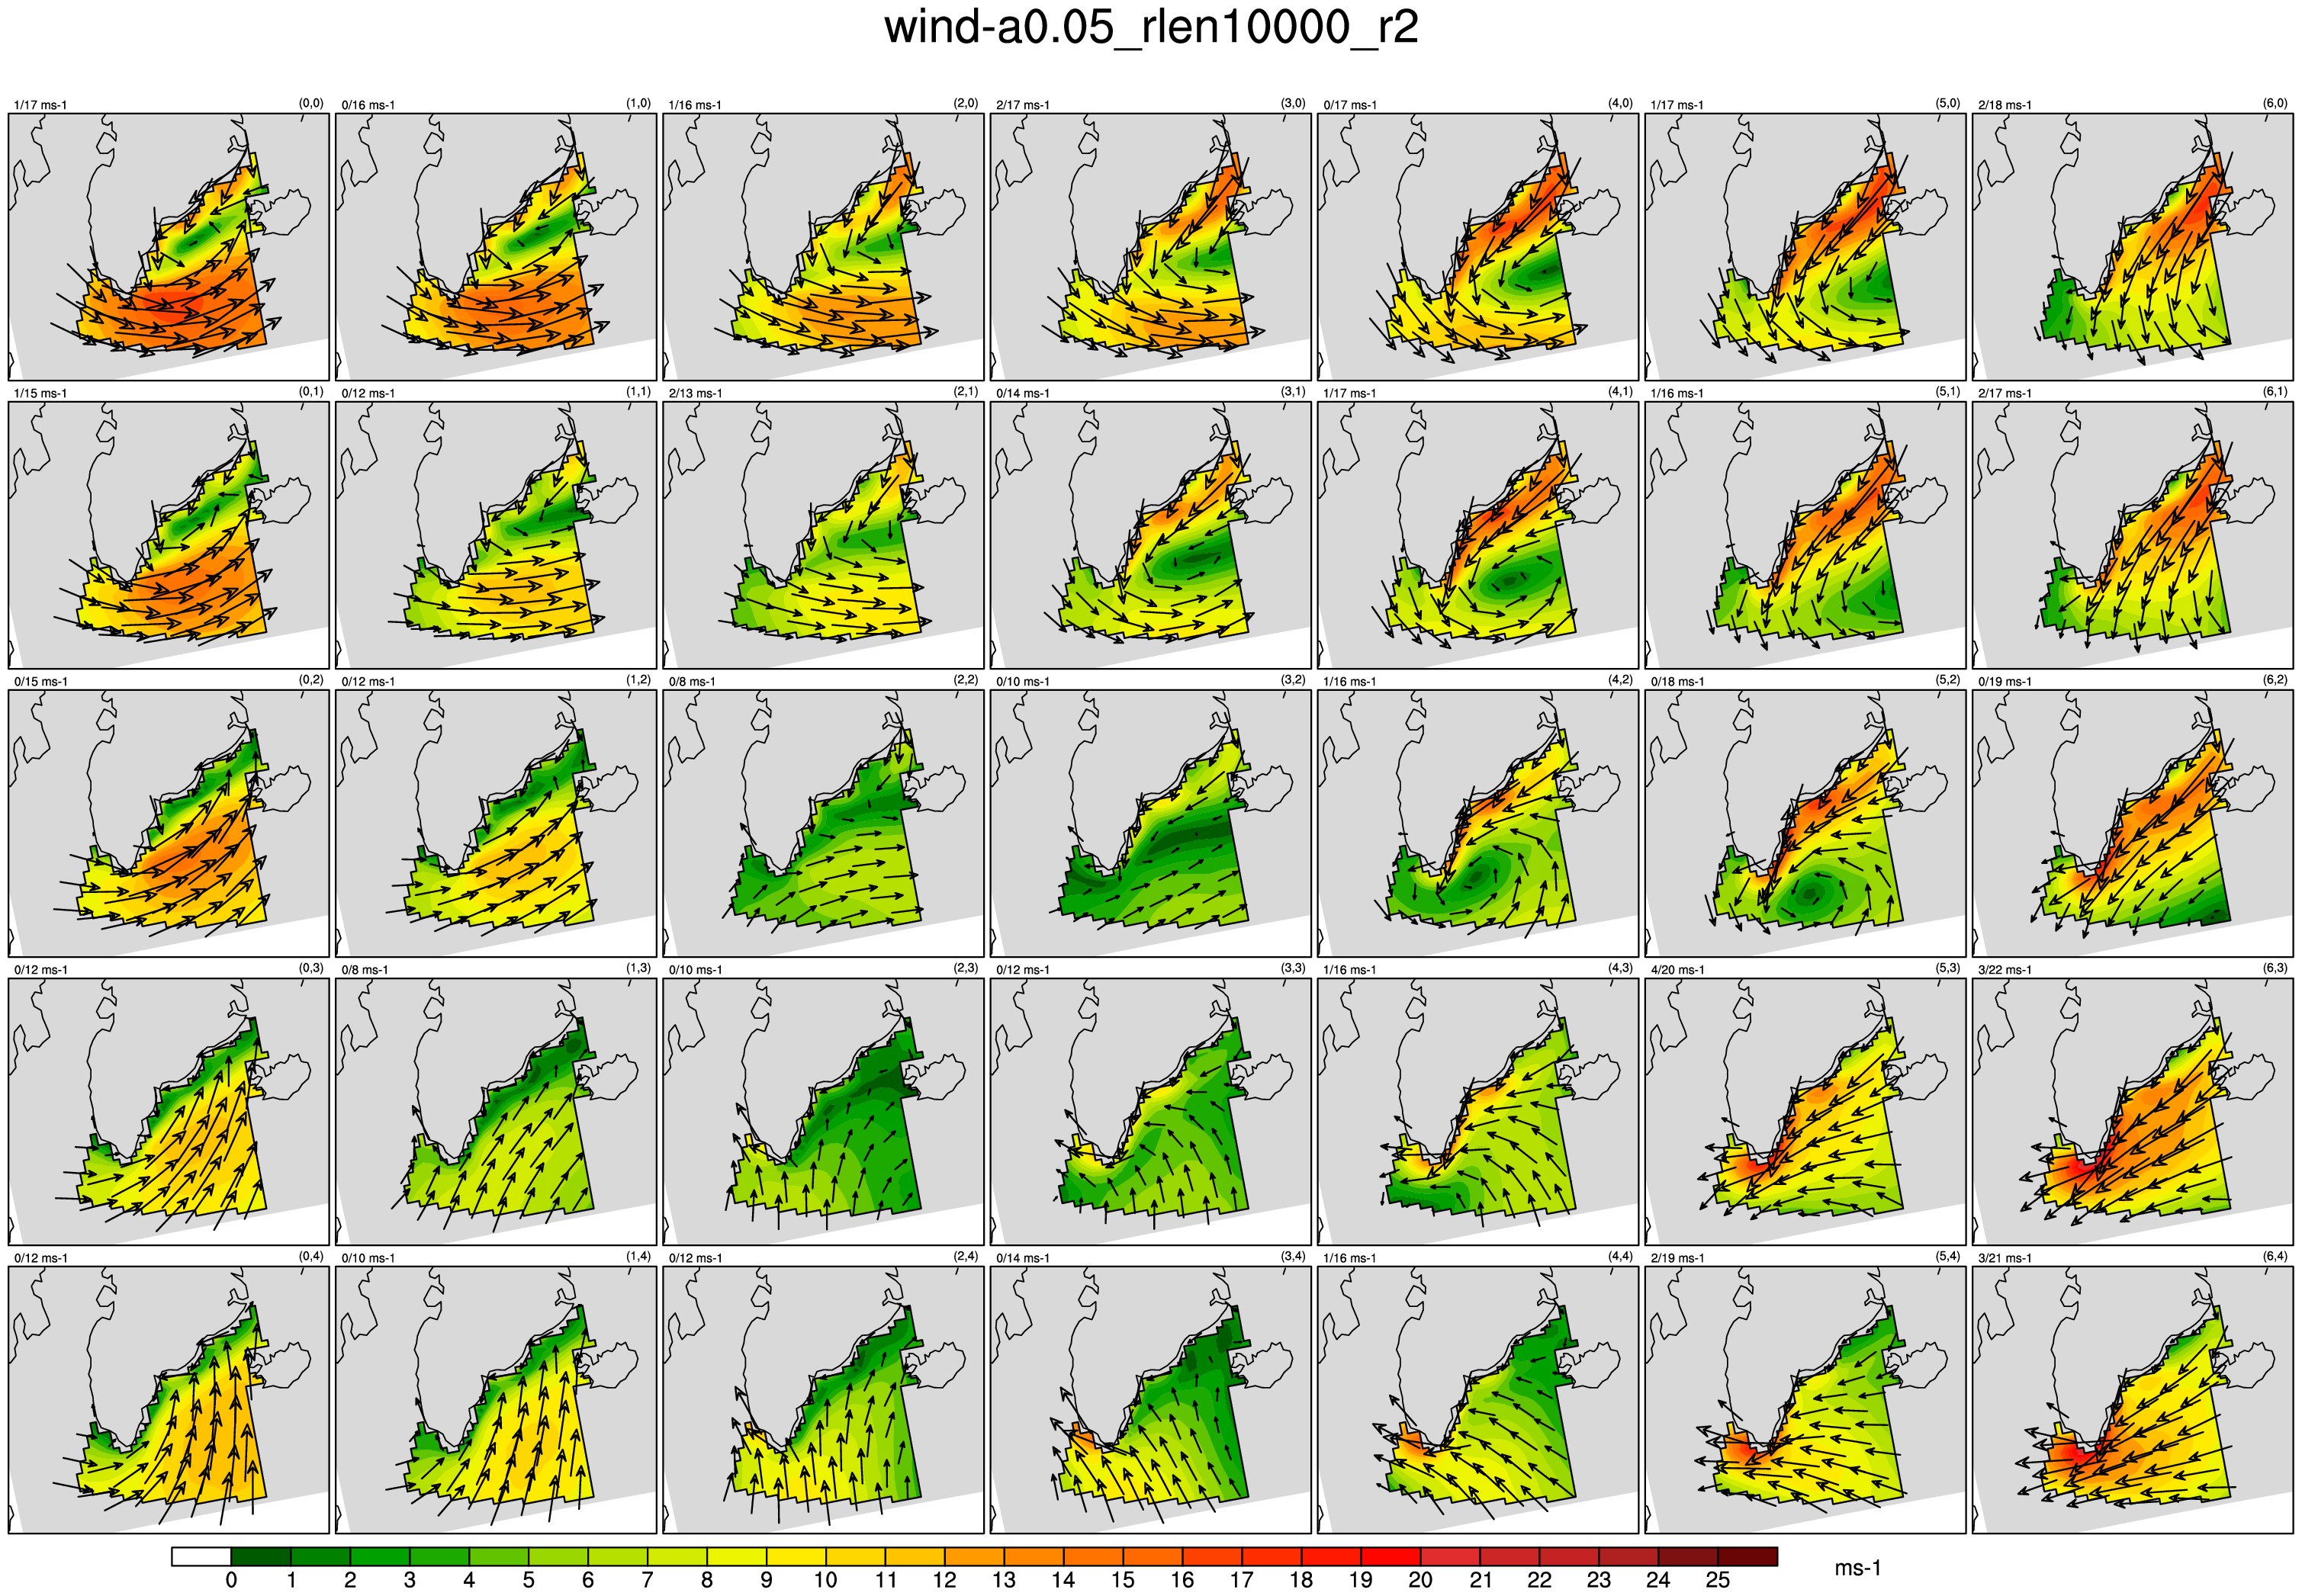 wind-a0.05_rlen10000_r2
1/17 ms-1 (0,0) 0/16 ms-1 (1,0) 1/16 ms-1 (2,0) 2/17 ms-1 (3,0) 0/17 ms-1 (4,0) 1/17 ms-1 (5,0) 2/18 ms-1 (6,0)
1/15 ms-1 (0,1) 0/12 ms-1 (1,1) 2/13 ms-1 (2,1) 0/14 ms-1 (3,1) 1/17 ms-1 (4,1) 1/16 ms-1 (5,1) 2/17 ms-1 (6,1)
0/15 ms-1 (0,2) 0/12 ms-1 (1,2) 0/8 ms-1 (2,2) 0/10 ms-1 (3,2) 1/16 ms-1 (4,2) 0/18 ms-1 (5,2) 0/19 ms-1 (6,2)
0/12 ms-1 (0,3) 0/8 ms-1 (1,3) 0/10 ms-1 (2,3) 0/12 ms-1 (3,3) 1/16 ms-1 (4,3) 4/20 ms-1 (5,3) 3/22 ms-1 (6,3)
0/12 ms-1 (0,4) 0/10 ms-1 (1,4) 0/12 ms-1 (2,4) 0/14 ms-1 (3,4) 1/16 ms-1 (4,4) 2/19 ms-1 (5,4) 3/21 ms-1 (6,4)
0 1 2 3 4 5 6 7 8 9 10 11 12 13 14 15 16 17 18 19 20 21 22 23 24 25 ms-1